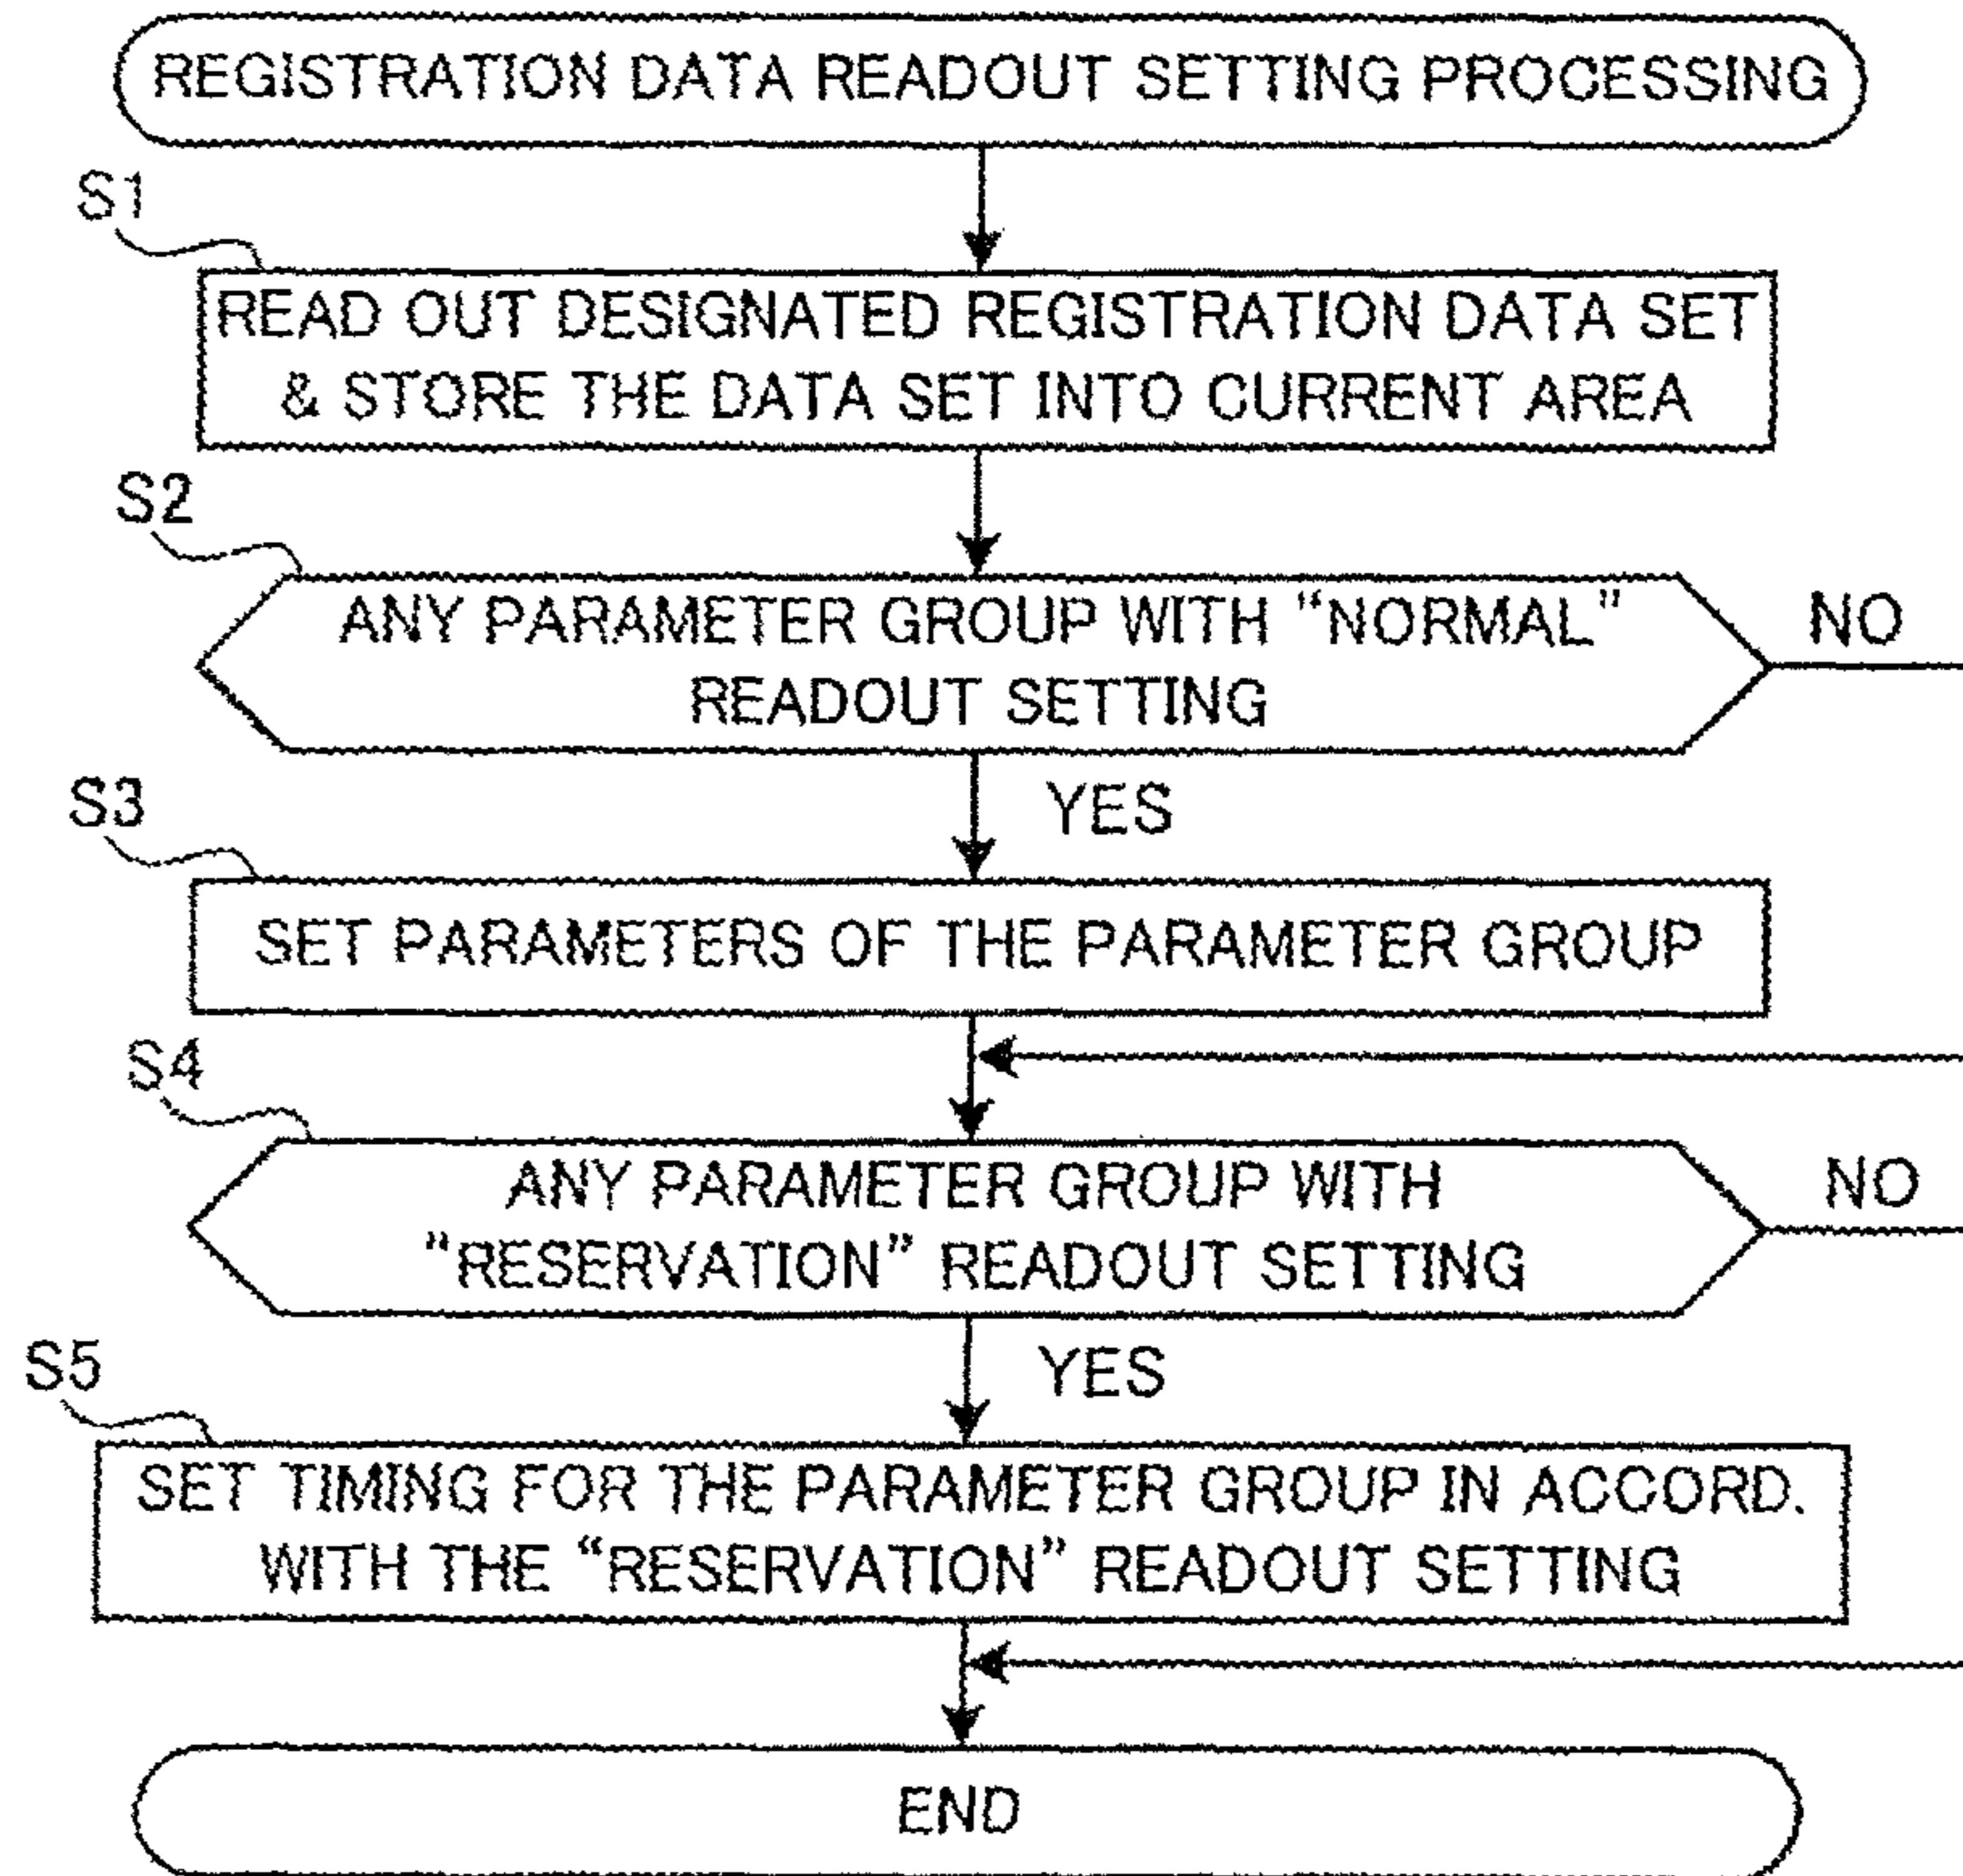 REGISTRATION DATA READOUT SETTING PROCESSING
S1
READ OUT DESIGNATED REGISTRATION DATA SET
& STORE THE DATA SET INTO CURRENT AREA
S2
ANY PARAMETER GROUP WITH "NORMAL"
READOUT SETTING
NO
YES
S3
SET PARAMETERS OF THE PARAMETER GROUP
S4
ANY PARAMETER GROUP WITH
"RESERVATION" READOUT SETTING
NO
YES
S5
SET TIMING FOR THE PARAMETER GROUP IN ACCORD.
WITH THE "RESERVATION" READOUT SETTING
END